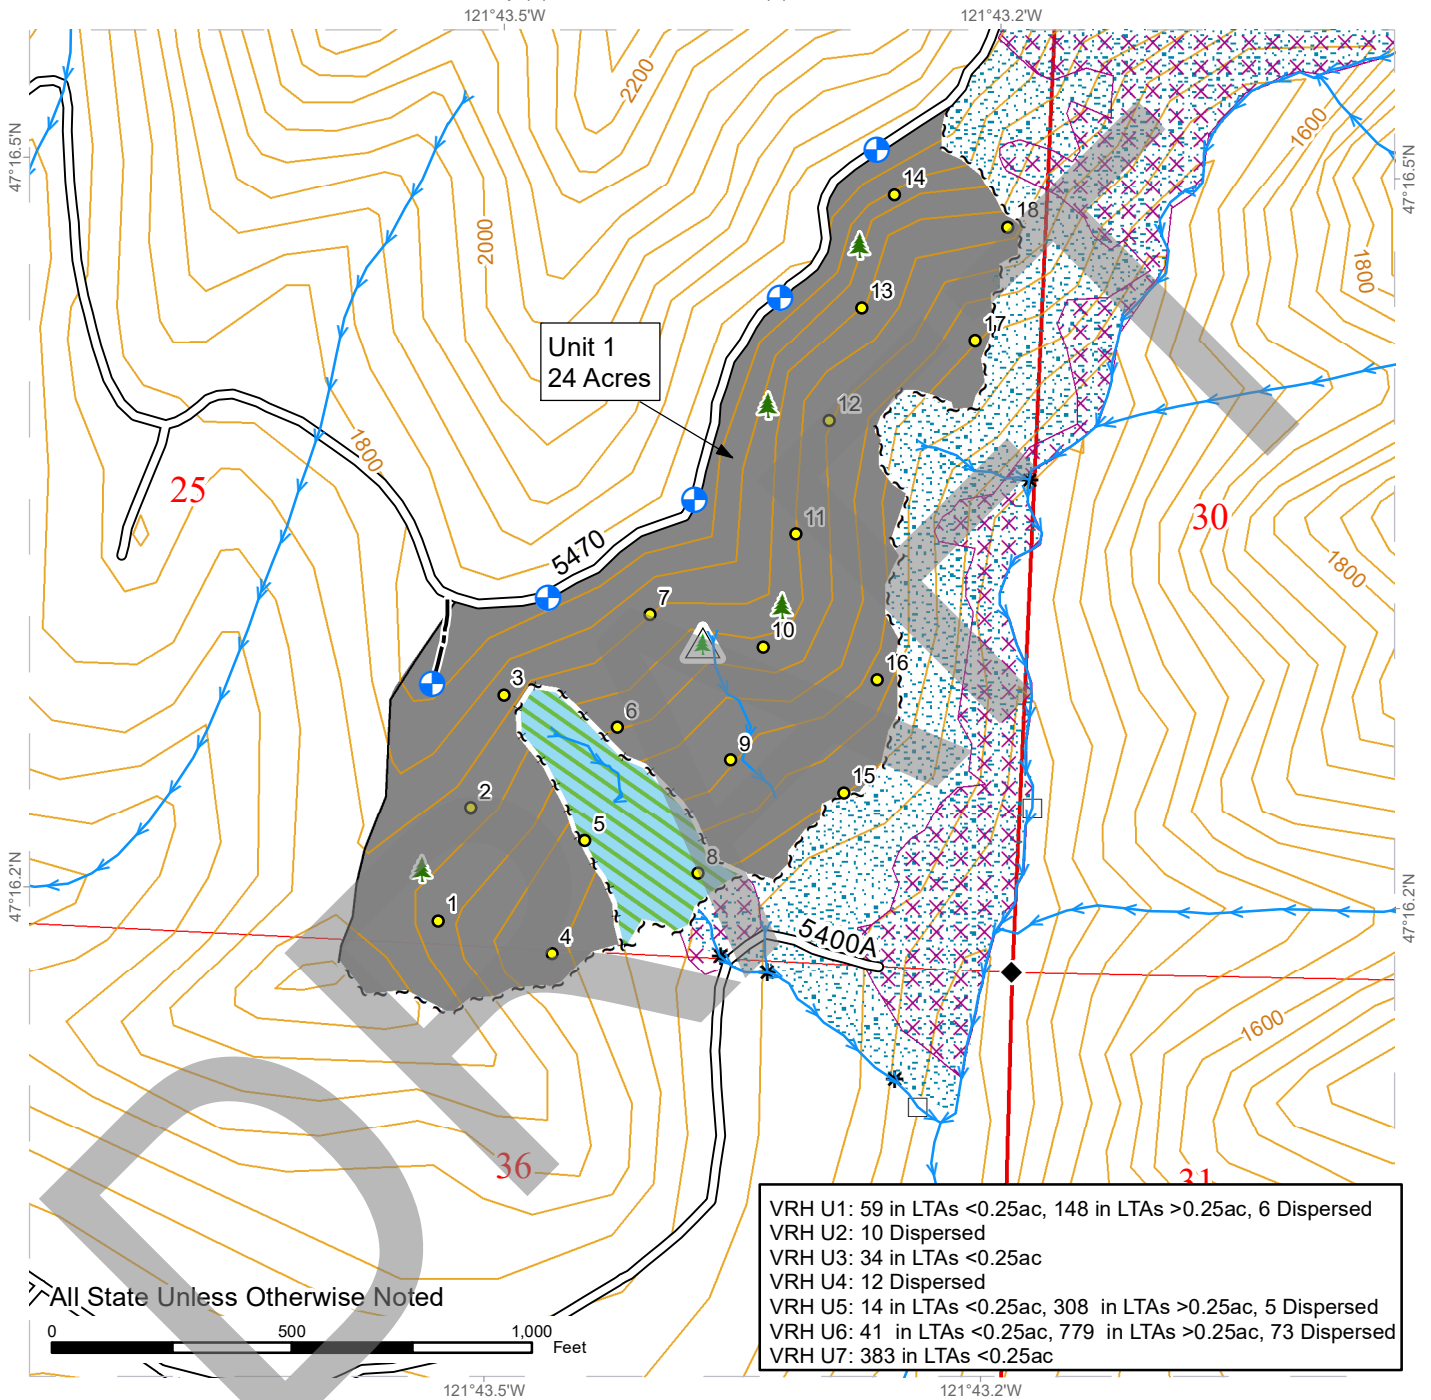 121°43.5'W
121°43.2'W
2200
1600
47°16.5'N
47°16.5'N
14
18
2000
1800
13
17
Unit 1
24 Acres
12
1800
25
11
30
5470
1800
7
10
3
16
6
9
2
15
5
8
47°16.2'N
47°16.2'N
1
4
5400A
1600
36
31
VRH U1: 59 in LTAs <0.25ac, 148 in LTAs >0.25ac, 6 Dispersed
VRH U2: 10 Dispersed
VRH U3: 34 in LTAs <0.25ac
VRH U4: 12 Dispersed
VRH U5: 14 in LTAs <0.25ac, 308  in LTAs >0.25ac, 5 Dispersed
VRH U6: 41  in LTAs <0.25ac, 779  in LTAs >0.25ac, 73 Dispersed
VRH U7: 383 in LTAs <0.25ac
All State Unless Otherwise Noted
0 500 1,000
Feet
121°43.5'W
121°43.2'W
DRAFT